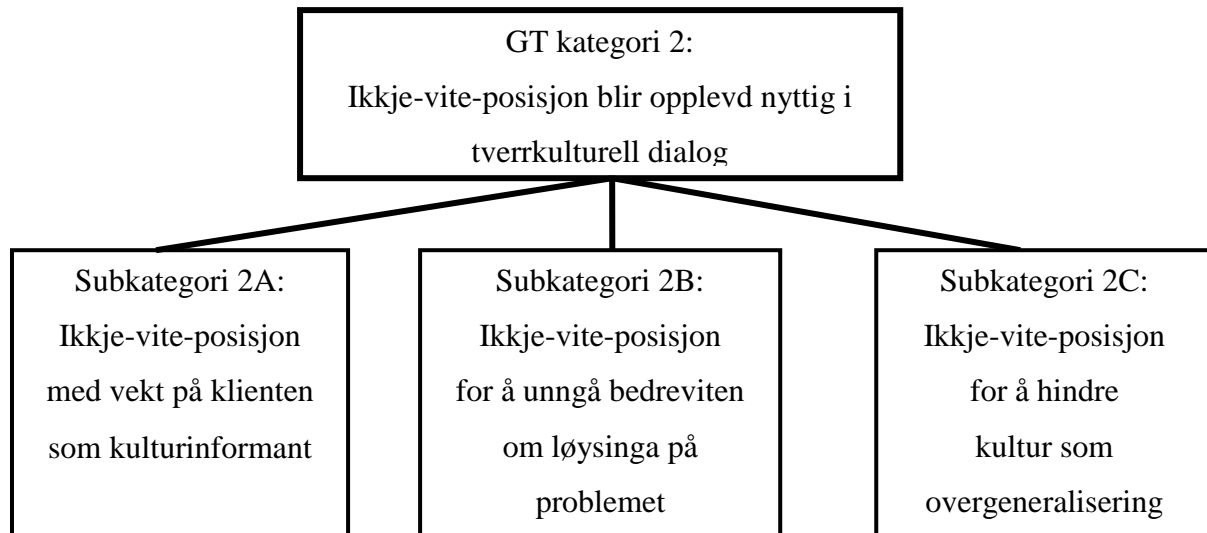 GT kategori 2:
Ikkje-vite-posisjon blir opplevd nyttig i
tverrkulturell dialog
Subkategori 2A:
Ikkje-vite-posisjon
med vekt på klienten
som kulturinformant
Subkategori 2B:
Ikkje-vite-posisjon
for å unngå bedreviten
om løysinga på
problemet
Subkategori 2C:
Ikkje-vite-posisjon
for å hindre
kultur som
overgeneralisering